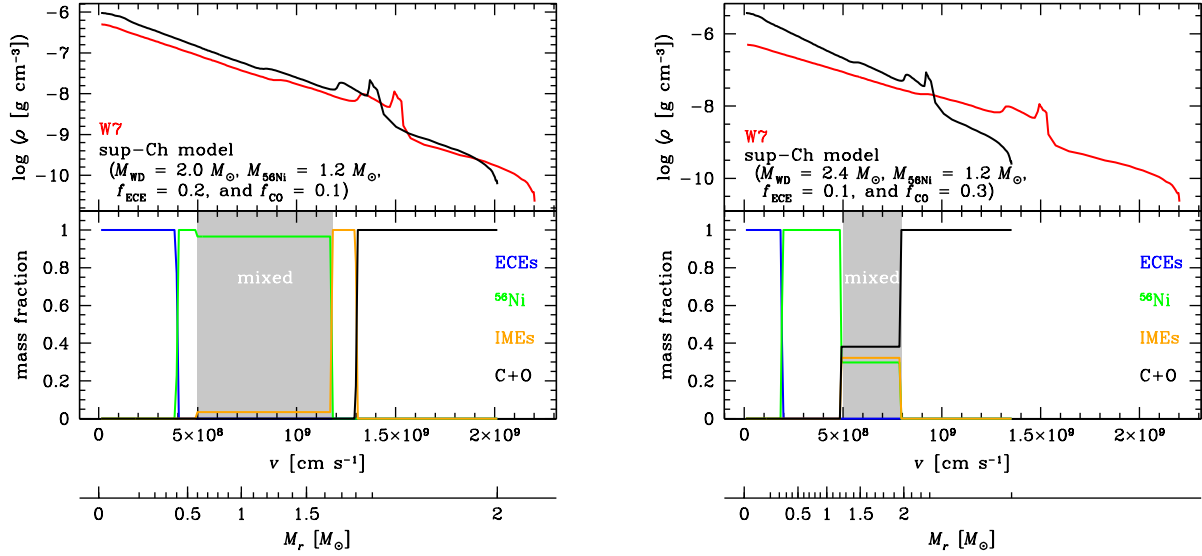 −6
−7
−8
−9
−10
log (ρ [g cm⁻³])
W7
sup−Ch model
(M_WD = 2.0 M_⊙, M_56Ni = 1.2 M_⊙,
f_ECE = 0.2, and f_CO = 0.1)
1
0.8
0.6
0.4
0.2
0
mass fraction
mixed
ECEs
⁵⁶Ni
IMEs
C+O
0 5×10⁸ 10⁹ 1.5×10⁹ 2×10⁹
v [cm s⁻¹]
0 0.5 1 1.5 2
M_r [M_⊙]
−6
−8
−10
log (ρ [g cm⁻³])
W7
sup−Ch model
(M_WD = 2.4 M_⊙, M_56Ni = 1.2 M_⊙,
f_ECE = 0.1, and f_CO = 0.3)
1
0.8
0.6
0.4
0.2
0
mass fraction
mixed
ECEs
⁵⁶Ni
IMEs
C+O
0 5×10⁸ 10⁹ 1.5×10⁹ 2×10⁹
v [cm s⁻¹]
0 0.5 1 1.5 2
M_r [M_⊙]